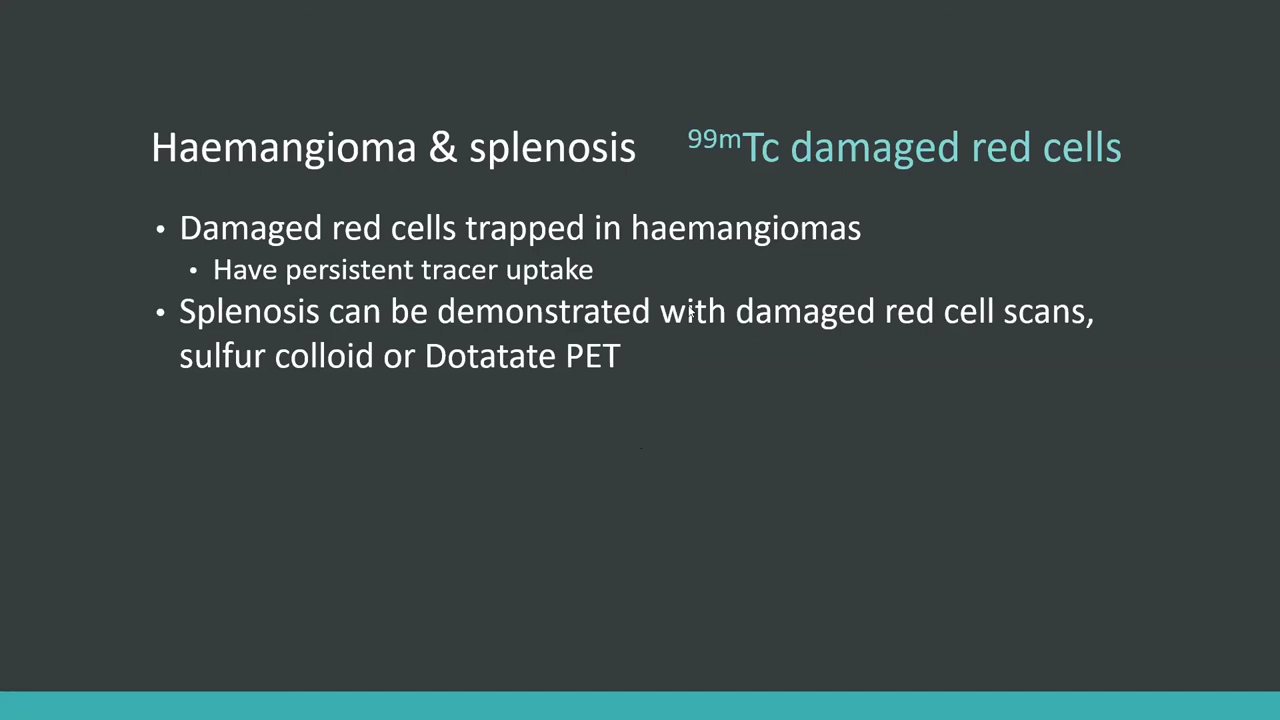 Haemangioma & splenosis ⁹⁹ᵐTc damaged red cells
• Damaged red cells trapped in haemangiomas
• Have persistent tracer uptake
• Splenosis can be demonstrated with damaged red cell scans,
sulfur colloid or Dotatate PET